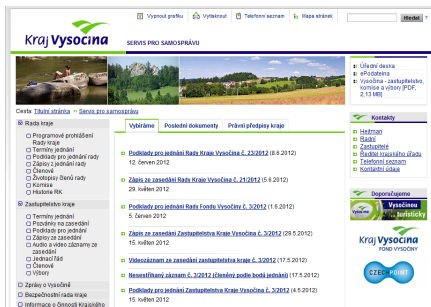 Vypnout grafiku
Vytisknout
Telefonní seznam
Mapa stránek
Hledat
?
Kraj Vysočina
SERVIS PRO SAMOSPRÁVU
Úřední deska
ePodatelna
Vysočina - zastupitelstvo,
komise a výbory [PDF,
2,13 MB]
Cesta: Titulní stránka >> Servis pro samosprávu
Rada kraje
Programové prohlášení
Rady kraje
Termíny jednání
Podklady pro jednání rady
Zápisy z jednání rady
Členové
Životopisy členů rady
Komise
Historie RK
Zastupitelstvo kraje
Termíny jednání
Pozvánky na zasedání
Podklady pro jednání
Zápisy ze zasedání
Audio a video záznamy ze
zasedání
Jednací řád
Členové
Výbory
Zprávy o Vysočině
Bezpečnostní rada kraje
Informace o činnosti Krajského
Vybíráme
Poslední dokumenty
Právní předpisy kraje
Podklady pro jednání Rady Kraje Vysočina č. 23/2012 (8.6.2012)
12. červen 2012
Zápis ze zasedání Rady Kraje Vysočina č. 21/2012 (5.6.2012)
29. květen 2012
Podklady pro jednání Rady Fondu Vysočiny č. 3/2012 (1.6.2012)
5. červen 2012
Zápis ze zasedání Zastupitelstva Kraje Vysočina č. 3/2012 (29.5.2012)
15. květen 2012
Videozáznam ze zasedání zastupitelstva kraje č. 3/2012 (17.5.2012)
Nesestříhaný záznam č. 3/2012 (členěný podle bodů jednání) (17.5.2012)
Podklady pro jednání Zastupitelstva Kraje Vysočina č. 3/2012 (4.5.2012)
15. květen 2012
Kontakty
Hejtman
Radní
Zastupitelé
Ředitel krajského úřadu
Telefonní seznam
Kontaktní údaje
Doporučujeme
Vysočinou
turisticky
Kraj Vysočina
FOND VYSOČINY
CZECH POINT